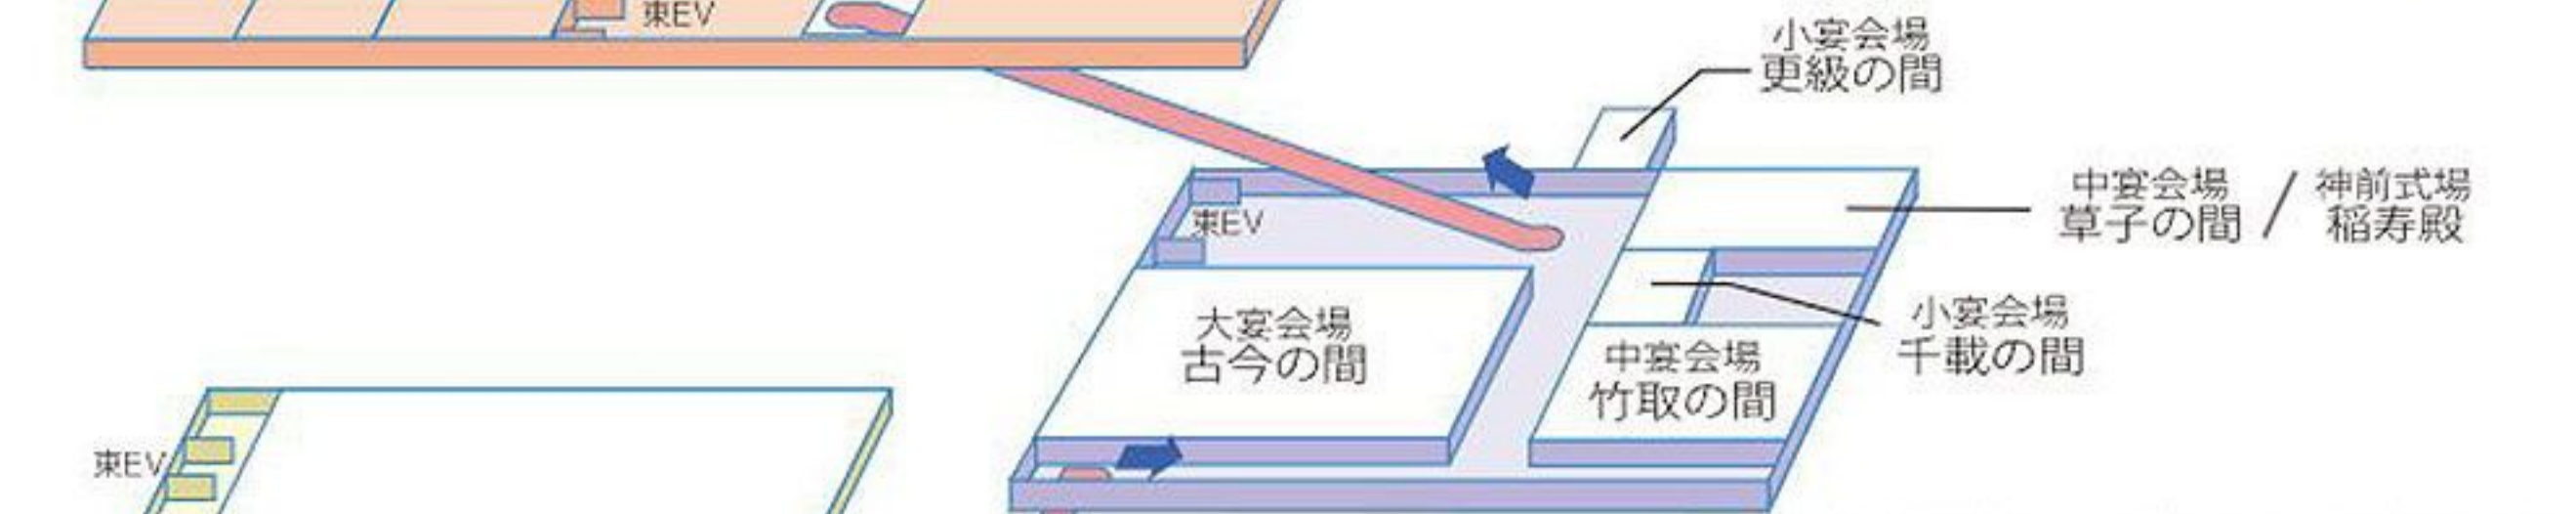 東EV
小宴会場
更級の間
中宴会場
草子の間
/
神前式場
稲寿殿
東EV
大宴会場
古今の間
小宴会場
千載の間
中宴会場
竹取の間
東EV